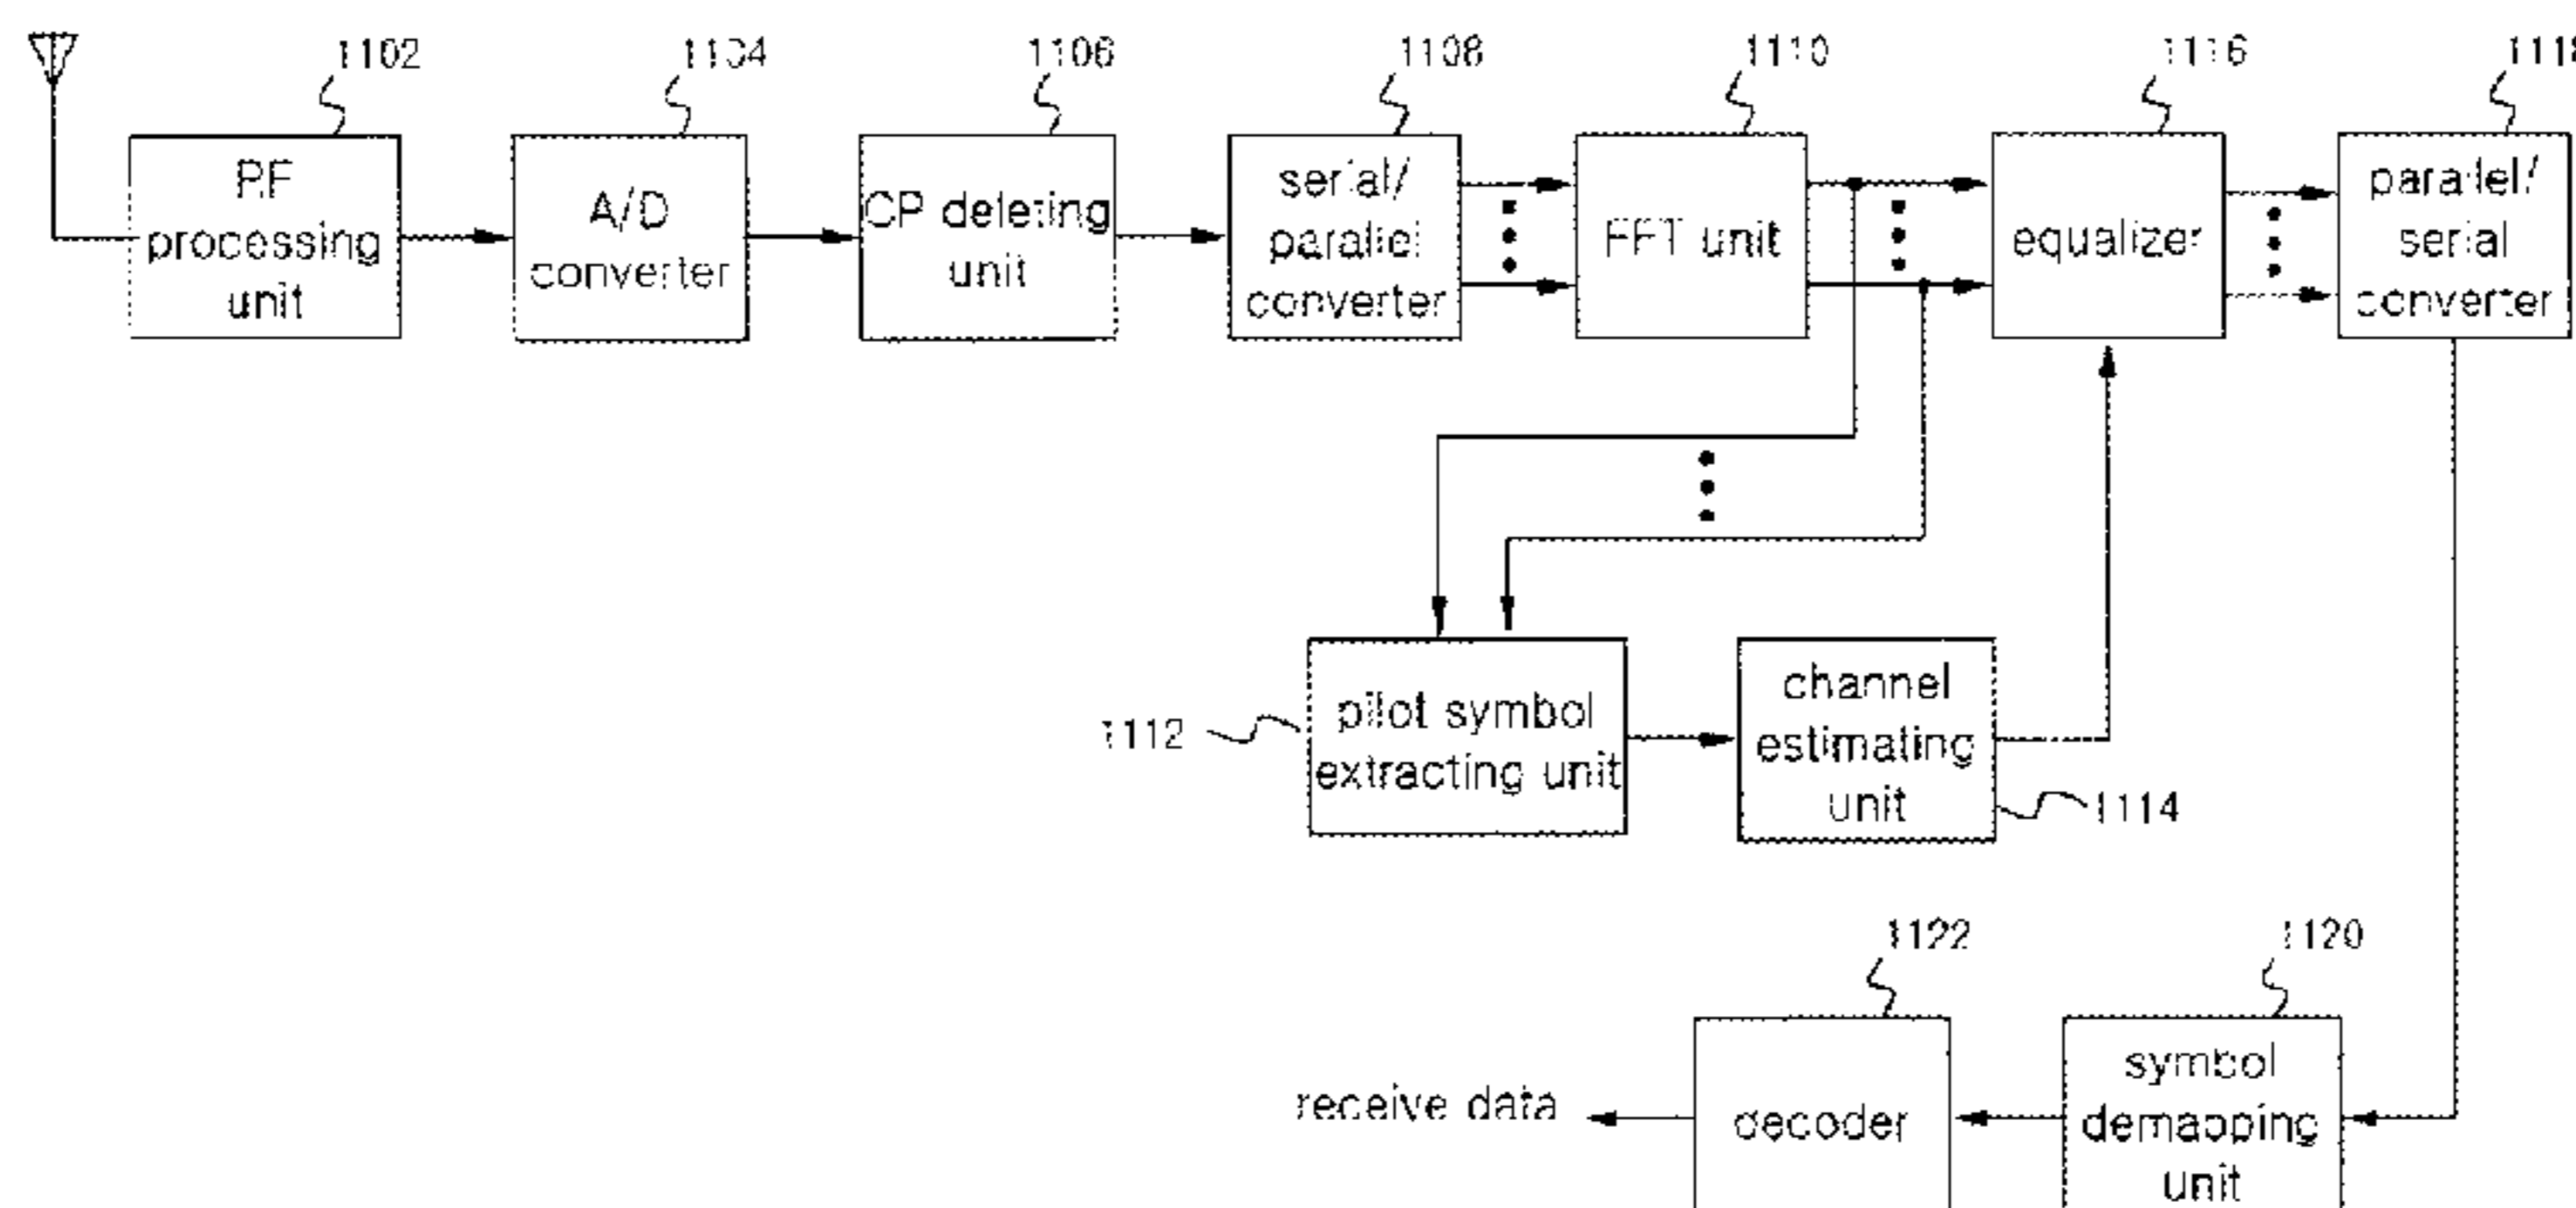 1102
1104
1106
1108
1110
1116
1118
RF
processing
unit
A/D
converter
CP deleting
unit
serial/
parallel
converter
FFT unit
equalizer
parallel/
serial
converter
1112
pilot symbol
extracting unit
channel
estimating
unit
1114
1122
1120
receive data
decoder
symbol
demapping
unit